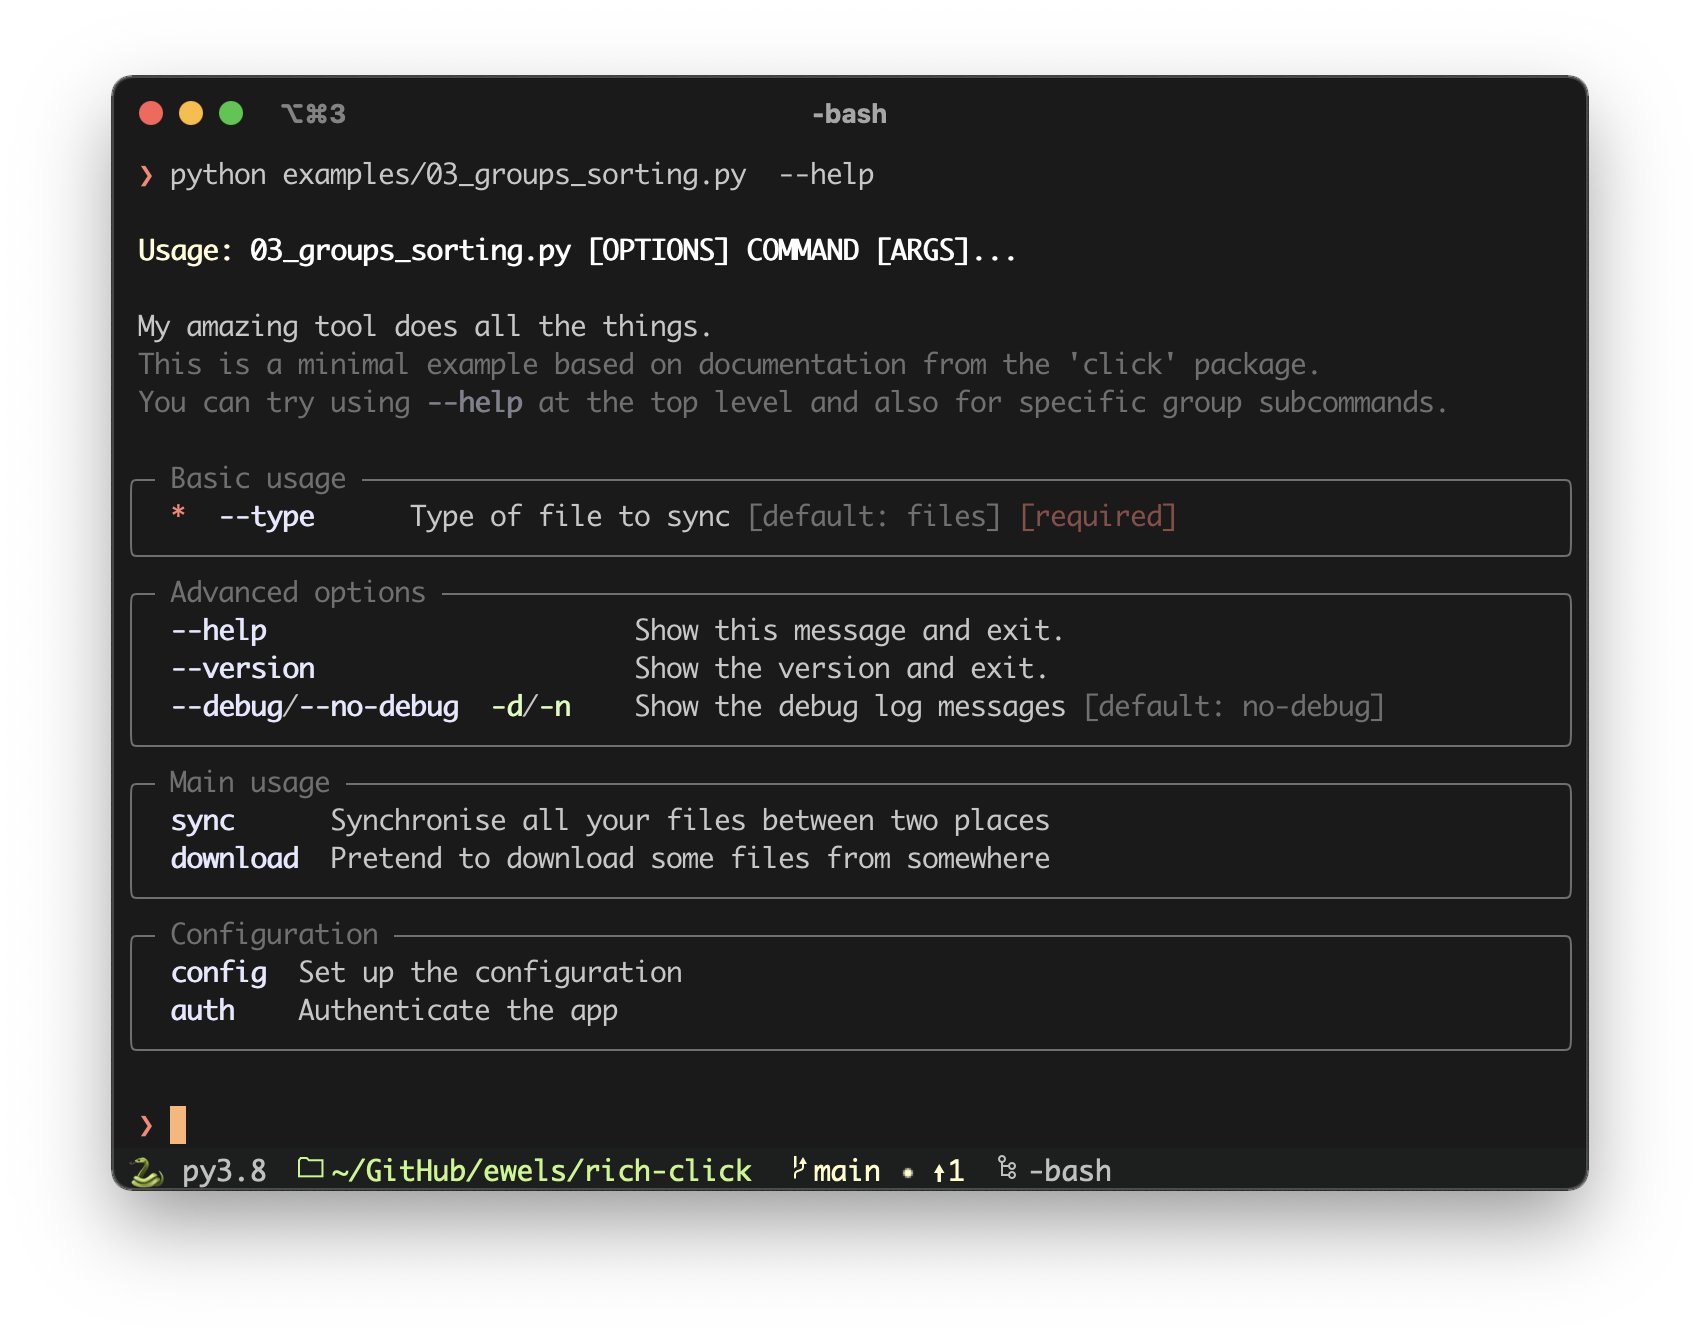 ⌥⌘3 -bash
❯ python examples/03_groups_sorting.py  --help
Usage: 03_groups_sorting.py [OPTIONS] COMMAND [ARGS]...
My amazing tool does all the things.
This is a minimal example based on documentation from the 'click' package.
You can try using --help at the top level and also for specific group subcommands.
Basic usage
*  --type      Type of file to sync [default: files] [required]
Advanced options
--help                       Show this message and exit.
--version                    Show the version and exit.
--debug/--no-debug  -d/-n    Show the debug log messages [default: no-debug]
Main usage
sync      Synchronise all your files between two places
download  Pretend to download some files from somewhere
Configuration
config  Set up the configuration
auth    Authenticate the app
❯
py3.8 ~/GitHub/ewels/rich-click main • ↑1 -bash